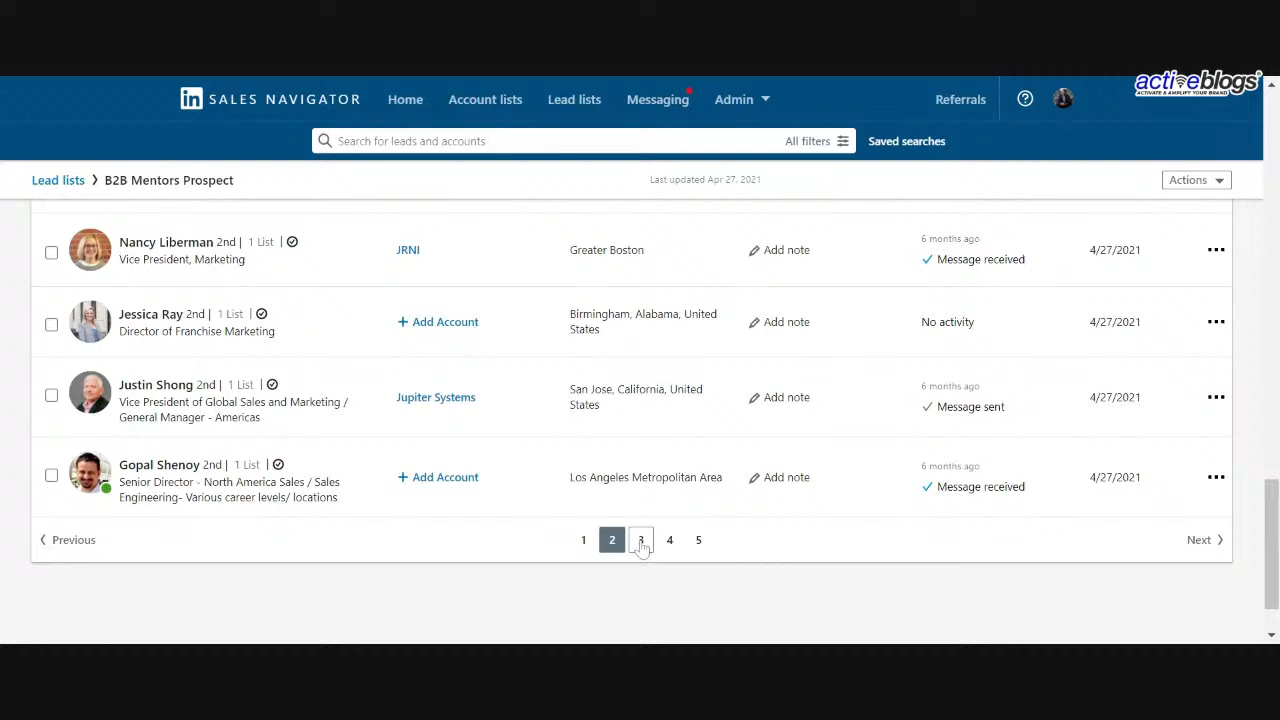 activeblogs
ACTIVATE & AMPLIFY YOUR BRAND
in SALES NAVIGATOR Home Account lists Lead lists Messaging Admin Referrals
Search for leads and accounts All filters Saved searches
Lead lists > B2B Mentors Prospect Last updated Apr 27, 2021 Actions
Nancy Liberman 2nd | 1 List |
Vice President, Marketing
JRNI
Greater Boston
Add note
6 months ago
Message received
4/27/2021
Jessica Ray 2nd | 1 List |
Director of Franchise Marketing
+ Add Account
Birmingham, Alabama, United
States
Add note
No activity
4/27/2021
Justin Shong 2nd | 1 List |
Vice President of Global Sales and Marketing /
General Manager - Americas
Jupiter Systems
San Jose, California, United
States
Add note
6 months ago
Message sent
4/27/2021
Gopal Shenoy 2nd | 1 List |
Senior Director - North America Sales / Sales
Engineering- Various career levels/ locations
+ Add Account
Los Angeles Metropolitan Area
Add note
6 months ago
Message received
4/27/2021
Previous 1 2 3 4 5 Next